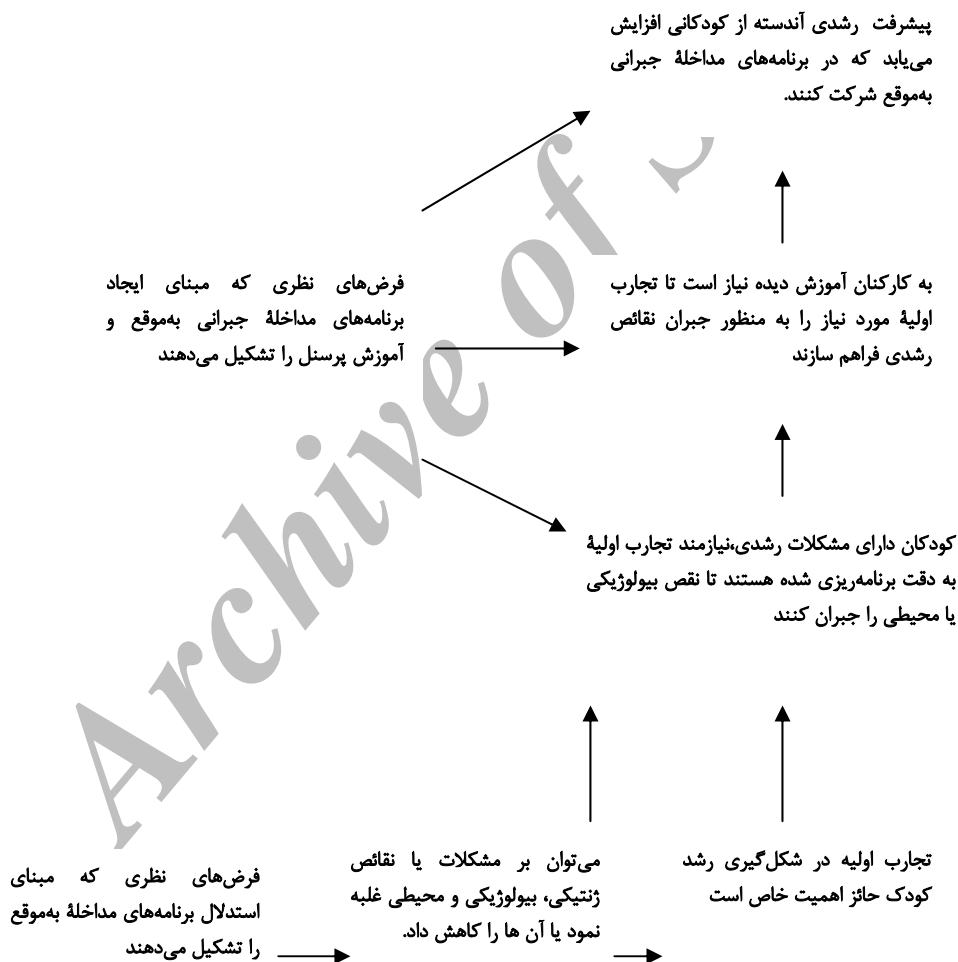 پیشرفت رشدی آندسته از کودکانی افزایش
می‌یابد که در برنامه‌های مداخلهٔ جبرانی
به‌موقع شرکت کنند.
به کارکنان آموزش دیده نیاز است تا تجارب
اولیهٔ مورد نیاز را به منظور جبران نقائص
رشدی فراهم سازند
فرض‌های نظری که مبنای ایجاد
برنامه‌های مداخلهٔ جبرانی به‌موقع و
آموزش پرسنل را تشکیل می‌دهند
کودکان دارای مشکلات رشدی،نیازمند تجارب اولیهٔ
به دقت برنامه‌ریزی شده هستند تا نقص بیولوژیکی
یا محیطی را جبران کنند
تجارب اولیه در شکل‌گیری رشد
کودک حائز اهمیت خاص است
می‌توان بر مشکلات یا نقائص
ژنتیکی، بیولوژیکی و محیطی غلبه
نمود یا آن ها را کاهش داد.
فرض‌های نظری که مبنای
استدلال برنامه‌های مداخلهٔ به‌موقع
را تشکیل می‌دهند
Archive of